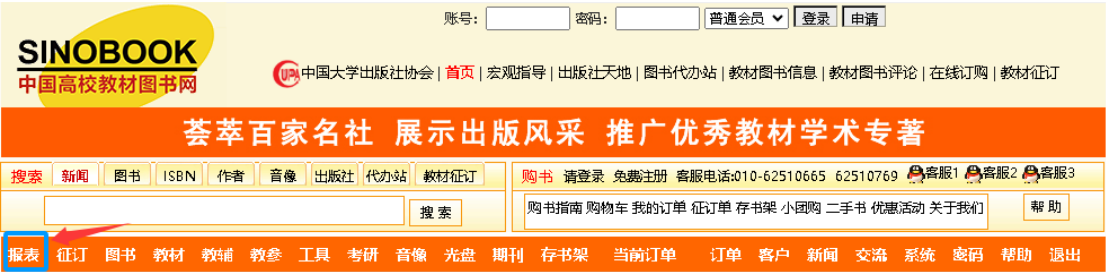 账号: 密码: 普通会员 登录 申请
SINOBOOK
中国高校教材图书网
CUPA 中国大学出版社协会 | 首页 | 宏观指导 | 出版社天地 | 图书代办站 | 教材图书信息 | 教材图书评论 | 在线订购 | 教材征订
荟萃百家名社 展示出版风采 推广优秀教材学术专著
搜索 新闻 图书 ISBN 作者 音像 出版社 代办站 教材征订
搜 索
购书 请登录 免费注册 客服电话:010-62510665 62510769 客服1 客服2 客服3
购书指南 购物车 我的订单 征订单 存书架 小团购 二手书 优惠活动 关于我们 帮 助
报表 征订 图书 教材 教辅 教参 工具 考研 音像 光盘 期刊 存书架 当前订单 订单 客户 新闻 交流 系统 密码 帮助 退出